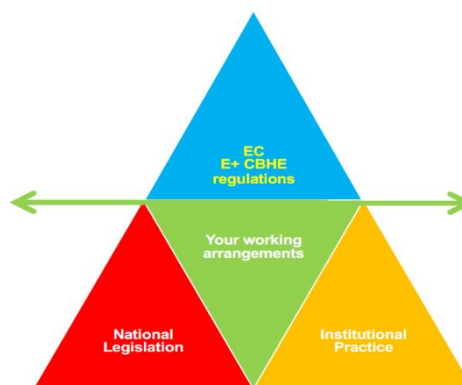 EC
E+ CBHE
regulations
Your working
arrangements
National
Legislation
Institutional
Practice